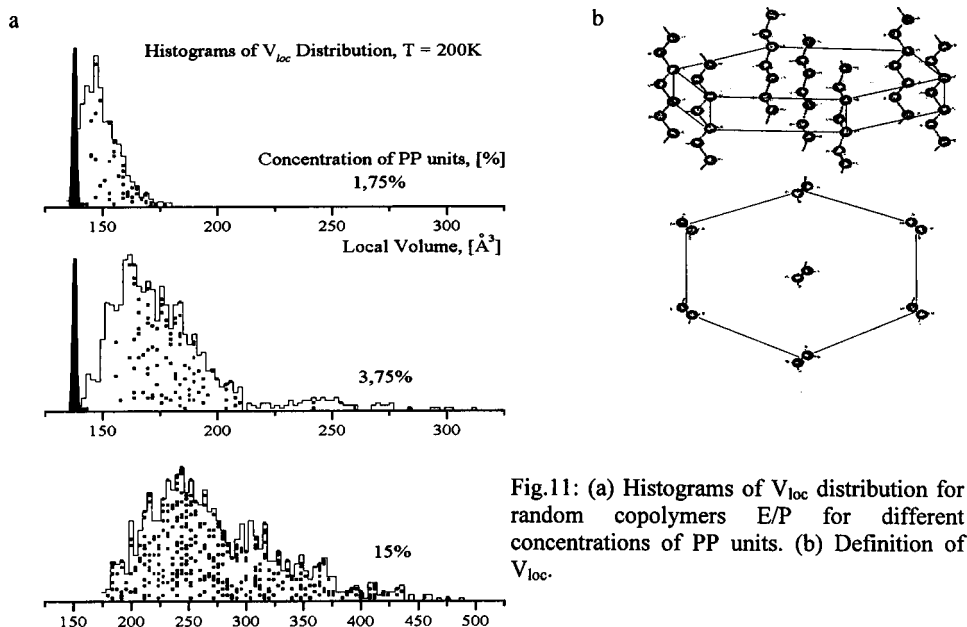 a
Histograms of V_loc Distribution, T = 200K
Concentration of PP units, [%]
1,75%
150 200 250 300
Local Volume, [Å³]
3,75%
150 200 250 300
15%
150 200 250 300 350 400 450 500
b
Fig.11: (a) Histograms of V_loc distribution for
random copolymers E/P for different
concentrations of PP units. (b) Definition of
V_loc.